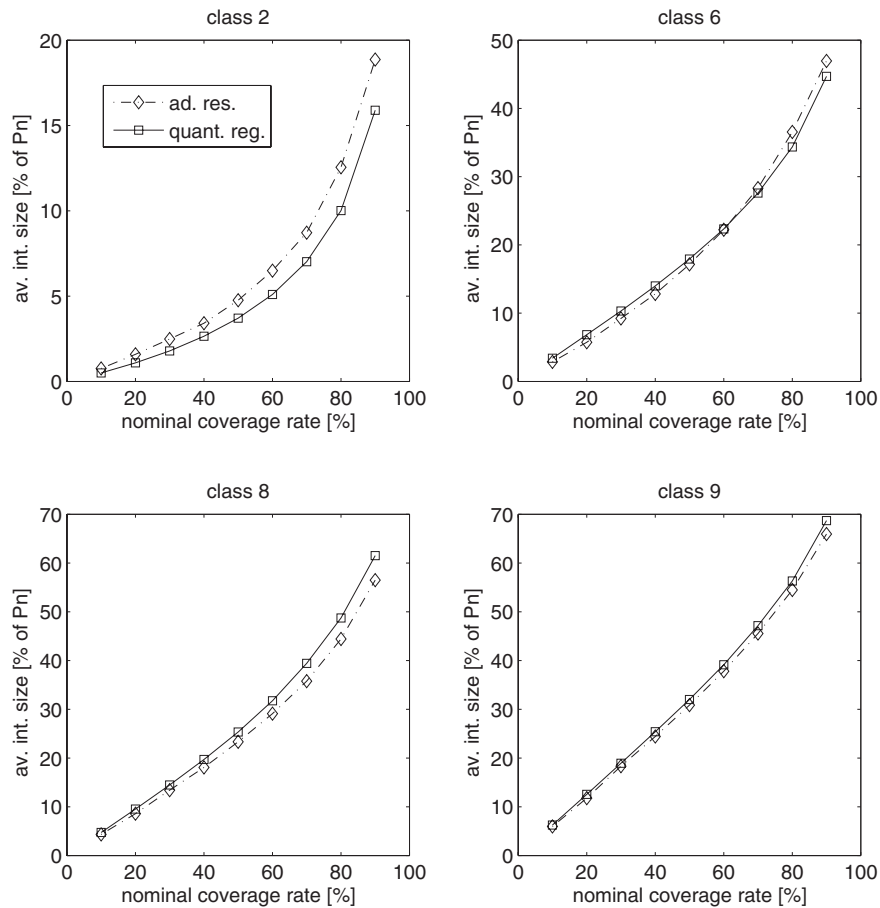 class 2
20
15
10
5
0
av. int. size [% of Pn]
ad. res.
quant. reg.
0 20 40 60 80 100
nominal coverage rate [%]
class 6
50
40
30
20
10
0
av. int. size [% of Pn]
0 20 40 60 80 100
nominal coverage rate [%]
class 8
70
60
50
40
30
20
10
0
av. int. size [% of Pn]
0 20 40 60 80 100
nominal coverage rate [%]
class 9
70
60
50
40
30
20
10
0
av. int. size [% of Pn]
0 20 40 60 80 100
nominal coverage rate [%]